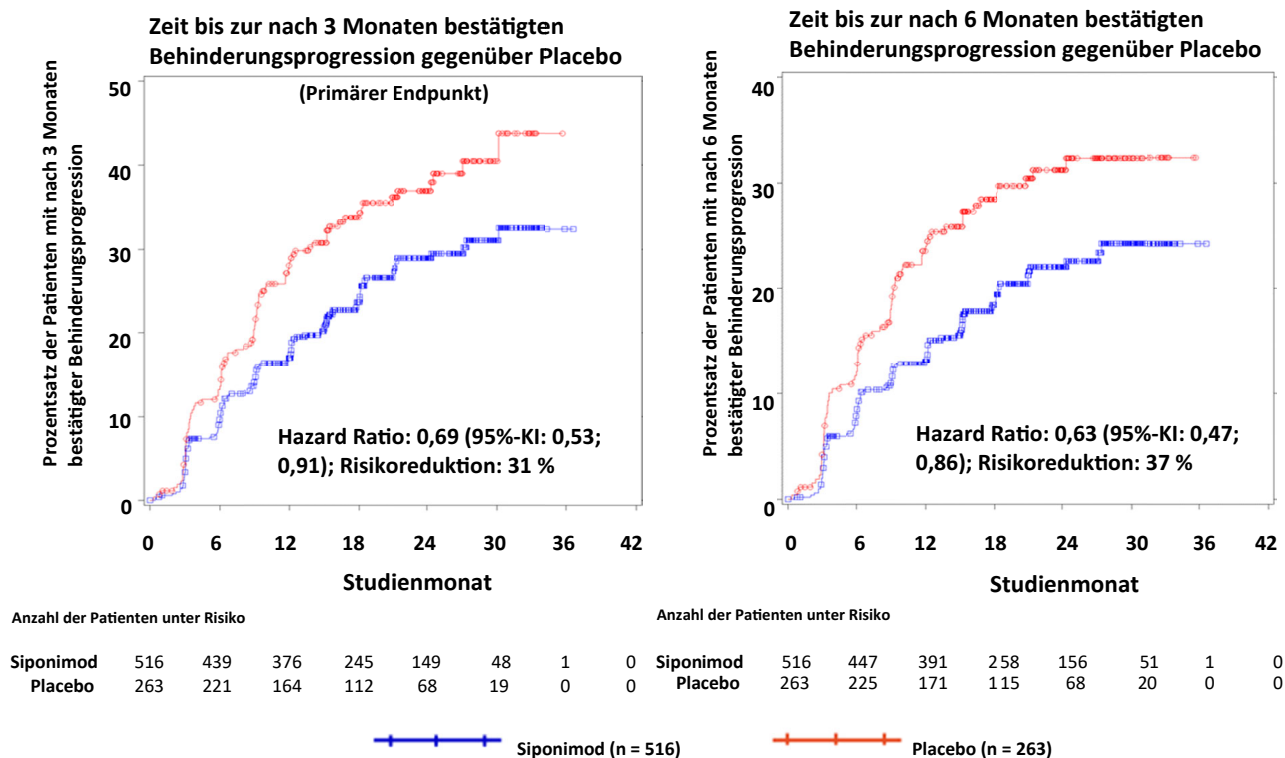 Zeit bis zur nach 3 Monaten bestätigten
Behinderungsprogression gegenüber Placebo
(Primärer Endpunkt)
Prozentsatz der Patienten mit nach 3 Monaten
bestätigter Behinderungsprogression
50
40
30
20
10
0
Hazard Ratio: 0,69 (95%-KI: 0,53;
0,91); Risikoreduktion: 31 %
0 6 12 18 24 30 36 42
Studienmonat
Anzahl der Patienten unter Risiko
Siponimod 516 439 376 245 149 48 1 0
Placebo 263 221 164 112 68 19 0 0
Zeit bis zur nach 6 Monaten bestätigten
Behinderungsprogression gegenüber Placebo
Prozentsatz der Patienten mit nach 6 Monaten
bestätigter Behinderungsprogression
40
30
20
10
0
Hazard Ratio: 0,63 (95%-KI: 0,47;
0,86); Risikoreduktion: 37 %
0 6 12 18 24 30 36 42
Studienmonat
Anzahl der Patienten unter Risiko
Siponimod 516 447 391 258 156 51 1 0
Placebo 263 225 171 115 68 20 0 0
Siponimod (n = 516)
Placebo (n = 263)